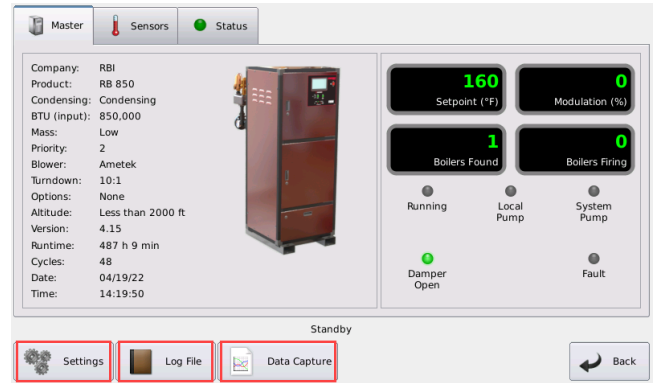 Master
Sensors
Status
Company: RBI
Product: RB 850
Condensing: Condensing
BTU (input): 850,000
Mass: Low
Priority: 2
Blower: Ametek
Turndown: 10:1
Options: None
Altitude: Less than 2000 ft
Version: 4.15
Runtime: 487 h 9 min
Cycles: 48
Date: 04/19/22
Time: 14:19:50
160
Setpoint (°F)
0
Modulation (%)
1
Boilers Found
0
Boilers Firing
Running
Local
Pump
System
Pump
Damper
Open
Fault
Standby
Settings
Log File
Data Capture
Back